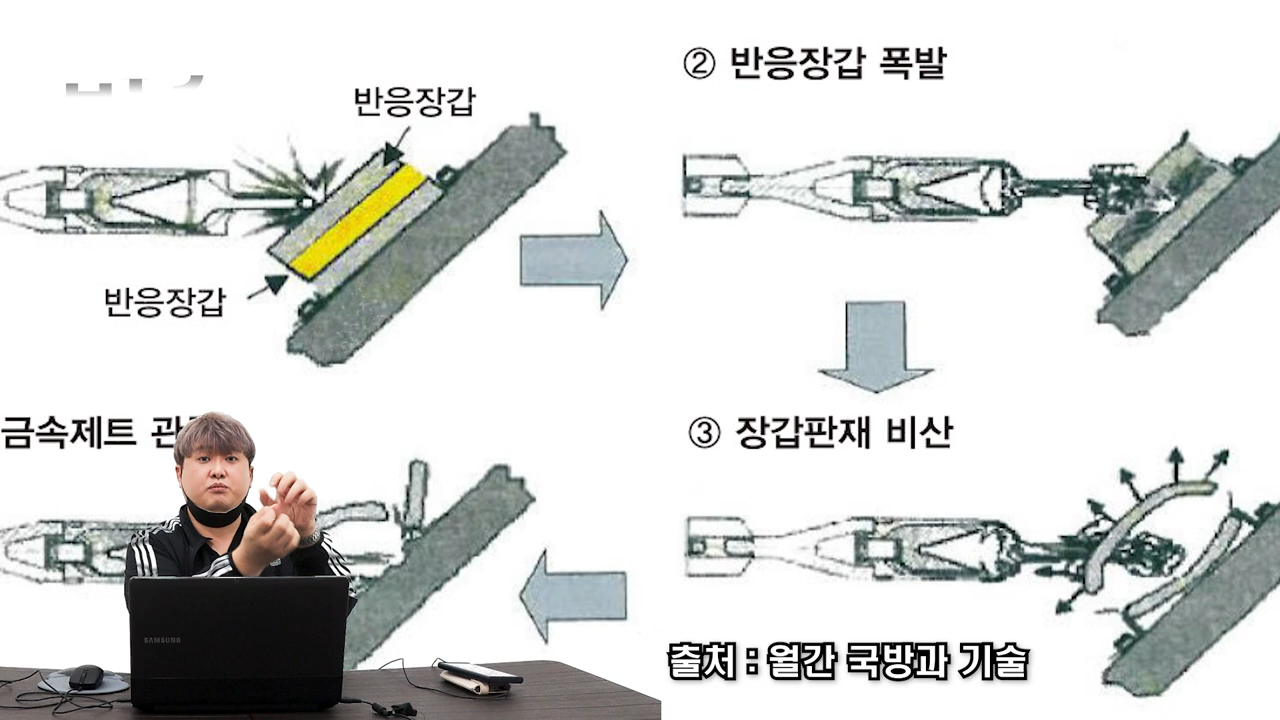 ② 반응장갑 폭발
반응장갑
반응장갑
금속제트
③ 장갑판재 비산
SAMSUNG
출처 : 월간 국방과 기술